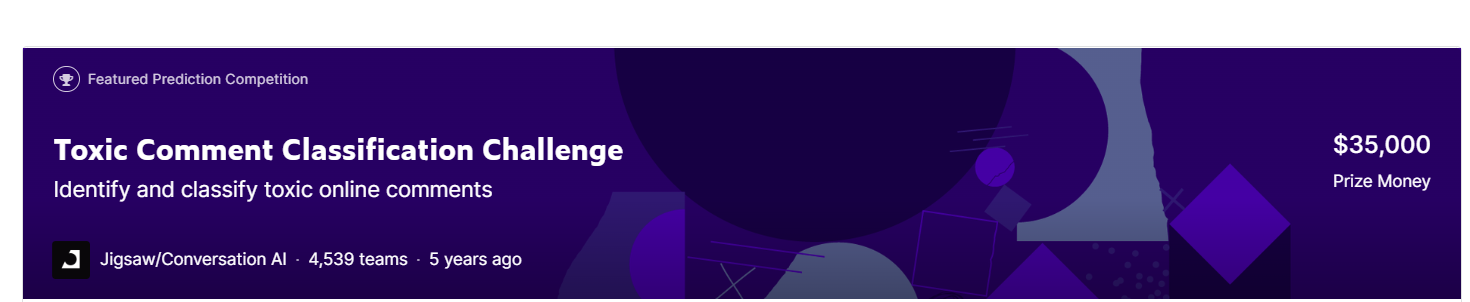 Featured Prediction Competition
Toxic Comment Classification Challenge
Identify and classify toxic online comments
$35,000
Prize Money
Jigsaw/Conversation AI · 4,539 teams · 5 years ago